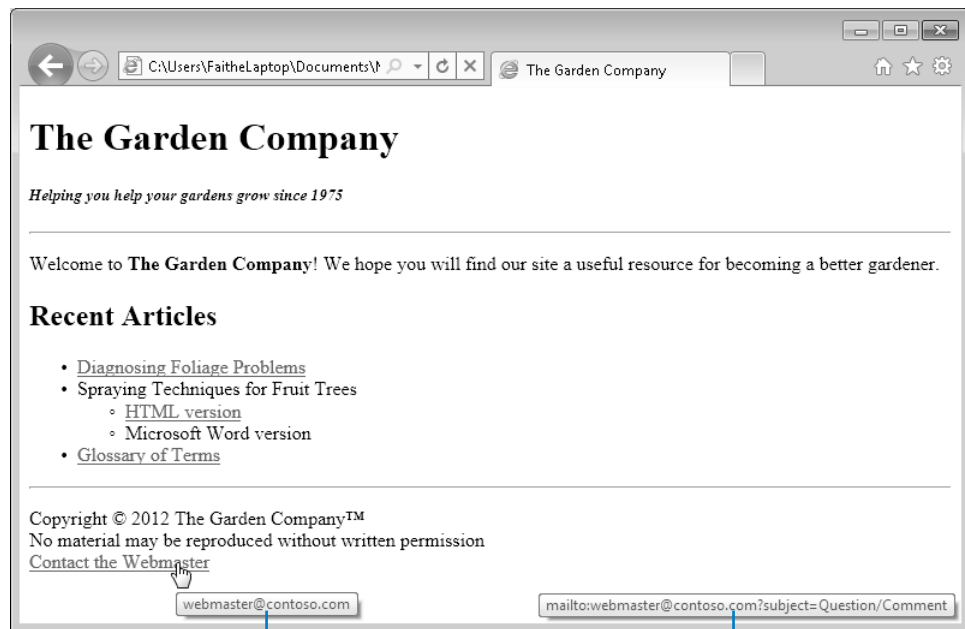 C:\Users\FaitheLaptop\Documents\
The Garden Company
The Garden Company
Helping you help your gardens grow since 1975
Welcome to The Garden Company! We hope you will find our site a useful resource for becoming a better gardener.
Recent Articles
• Diagnosing Foliage Problems
• Spraying Techniques for Fruit Trees
◦ HTML version
◦ Microsoft Word version
• Glossary of Terms
Copyright © 2012 The Garden Company™
No material may be reproduced without written permission
Contact the Webmaster
webmaster@contoso.com
mailto:webmaster@contoso.com?subject=Question/Comment